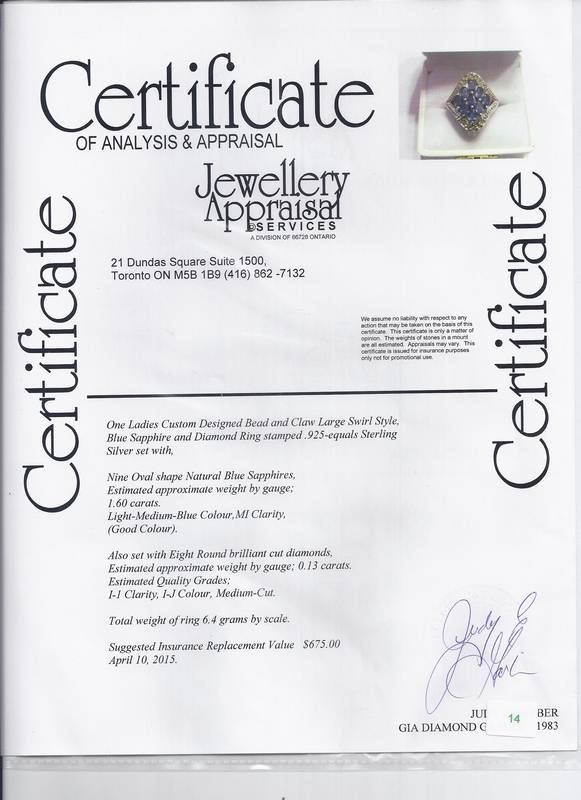 Certificate
OF ANALYSIS & APPRAISAL
Jewellery
Appraisal
SERVICES
A DIVISION OF 86728 ONTARIO
21 Dundas Square Suite 1500,
Toronto ON M5B 1B9 (416) 862 -7132
Certificate
Certificate
We assume no liability with respect to any
action that may be taken on the basis of this
certificate. This certificate is only a matter of
opinion. The weights of stones in a mount
are all estimated. Appraisals may vary. This
certificate is issued for insurance purposes
only not for promotional use.
One Ladies Custom Designed Bead and Claw Large Swirl Style,
Blue Sapphire and Diamond Ring stamped .925-equals Sterling
Silver set with,
Nine Oval shape Natural Blue Sapphires,
Estimated approximate weight by gauge;
1.60 carats.
Light-Medium-Blue Colour,MI Clarity,
(Good Colour).
Also set with Eight Round brilliant cut diamonds,
Estimated approximate weight by gauge; 0.13 carats.
Estimated Quality Grades;
I-1 Clarity, I-J Colour, Medium-Cut.
Total weight of ring 6.4 grams by scale.
Suggested Insurance Replacement Value $675.00
April 10, 2015.
Judy
14
GIA DIAMOND 1983